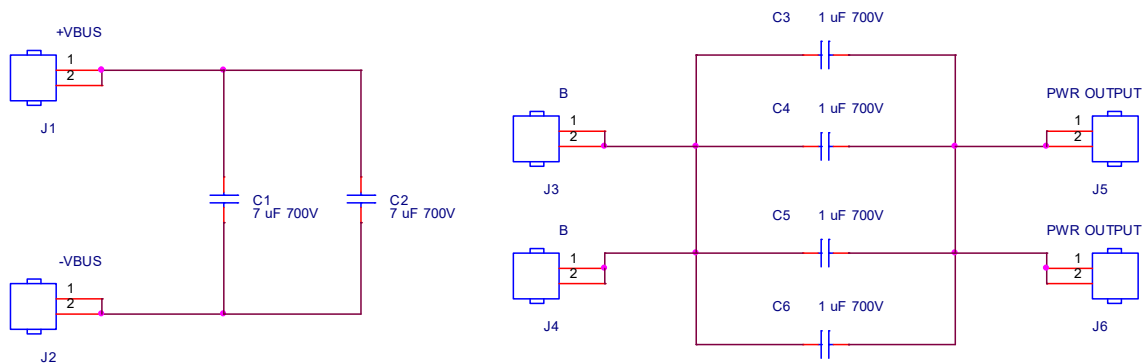 +VBUS
1
2
J1
C1
7 uF 700V
C2
7 uF 700V
-VBUS
1
2
J2
C3 1 uF 700V
B
1
2
J3
C4 1 uF 700V
PWR OUTPUT
1
2
J5
C5 1 uF 700V
B
1
2
J4
PWR OUTPUT
1
2
J6
C6 1 uF 700V